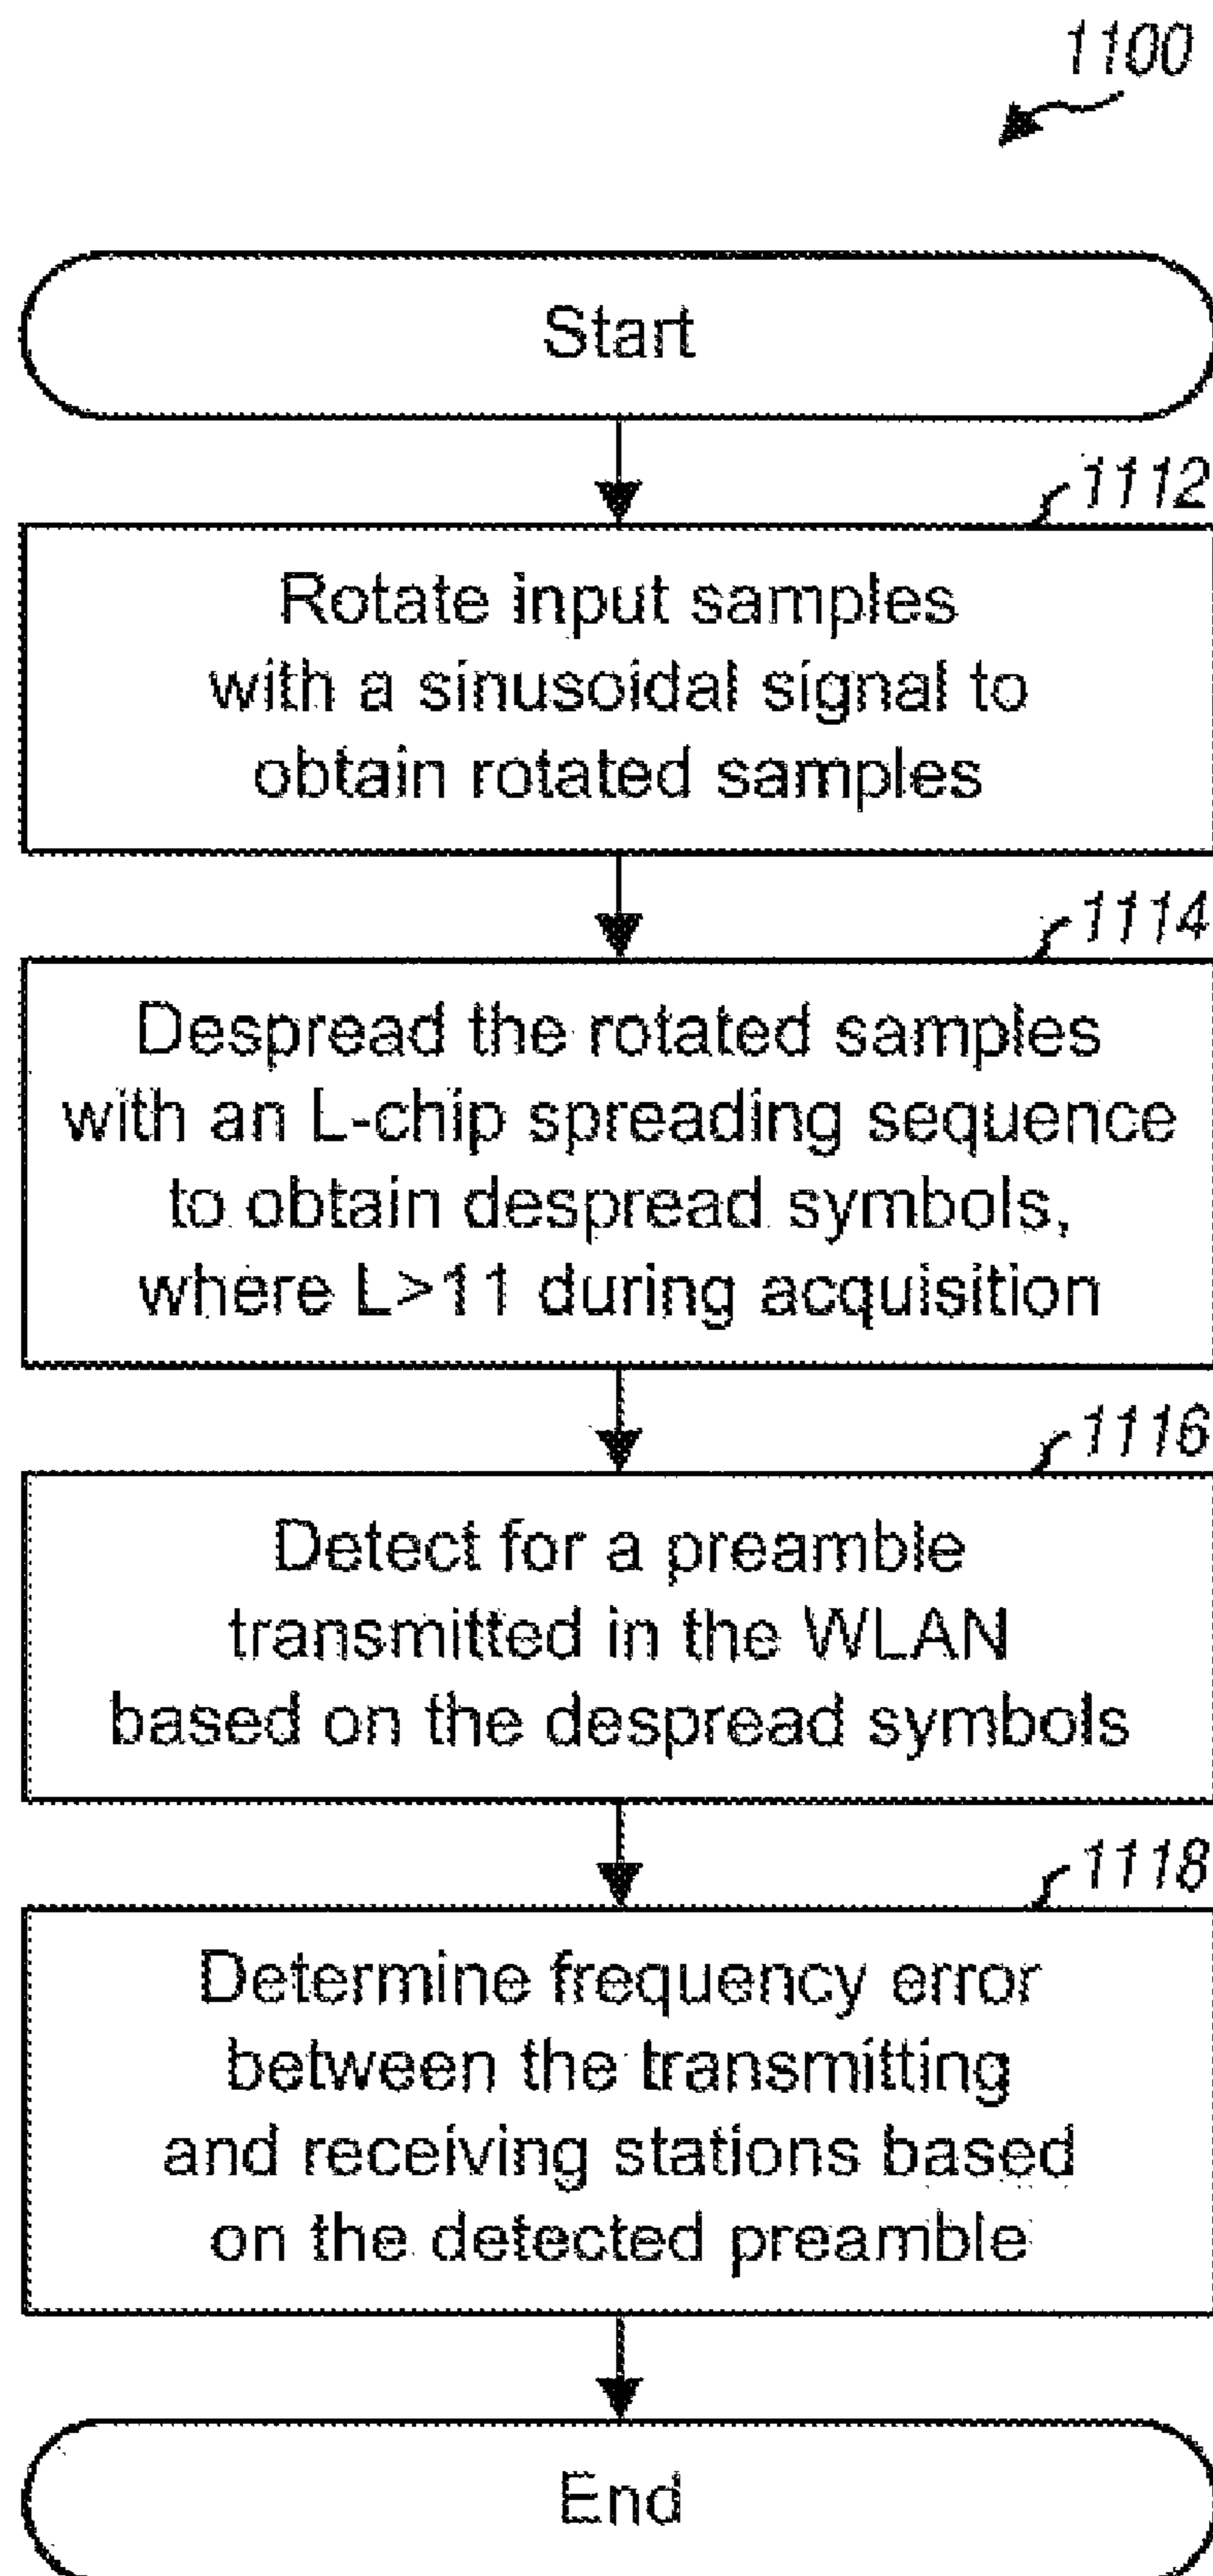 1100
Start
1112
Rotate input samples
with a sinusoidal signal to
obtain rotated samples
1114
Despread the rotated samples
with an L-chip spreading sequence
to obtain despread symbols,
where L>11 during acquisition
1116
Detect for a preamble
transmitted in the WLAN
based on the despread symbols
1118
Determine frequency error
between the transmitting
and receiving stations based
on the detected preamble
End